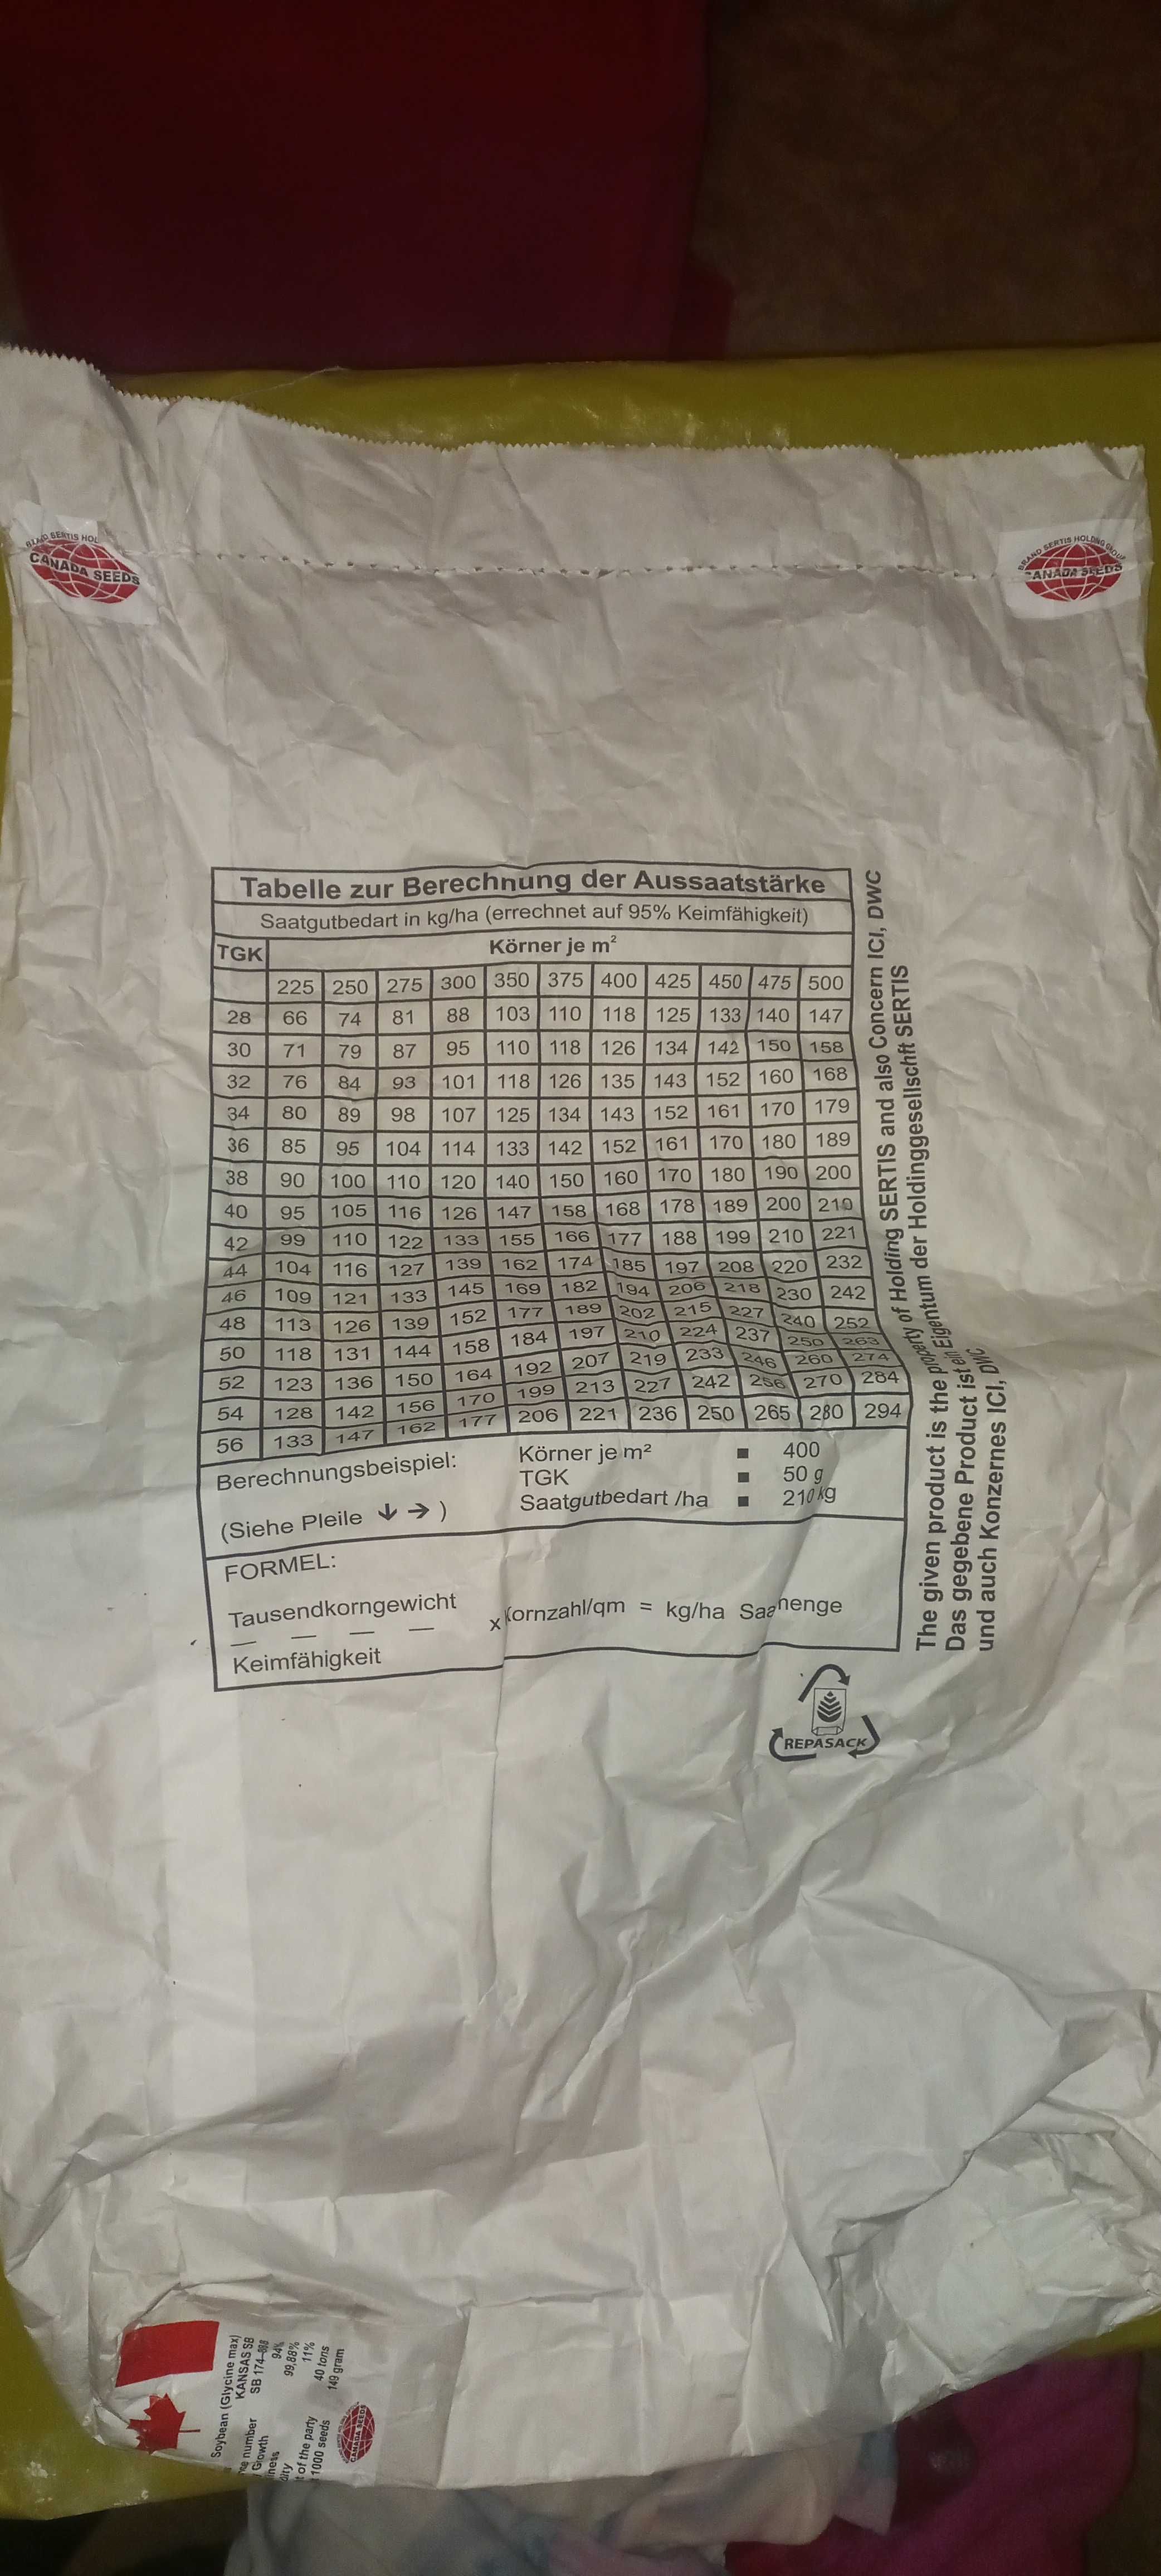 BRAND SERTIS HOL
CANADA SEEDS
BRAND SERTIS HOLDING GROUP
CANADA SEEDS
Tabelle zur Berechnung der Aussaatstärke
Saatgutbedart in kg/ha (errechnet auf 95% Keimfähigkeit)
TGK Körner je m²
225 250 275 300 350 375 400 425 450 475 500
28 66 74 81 88 103 110 118 125 133 140 147
30 71 79 87 95 110 118 126 134 142 150 158
32 76 84 93 101 118 126 135 143 152 160 168
34 80 89 98 107 125 134 143 152 161 170 179
36 85 95 104 114 133 142 152 161 170 180 189
38 90 100 110 120 140 150 160 170 180 190 200
40 95 105 116 126 147 158 168 178 189 200 210
42 99 110 122 133 155 166 177 188 199 210 221
44 104 116 127 139 162 174 185 197 208 220 232
46 109 121 133 145 169 182 194 206 218 230 242
48 113 126 139 152 177 189 202 215 227 240 252
50 118 131 144 158 184 197 210 224 237 250 263
52 123 136 150 164 192 207 219 233 246 260 274
54 128 142 156 170 199 213 227 242 256 270 284
56 133 147 162 177 206 221 236 250 265 280 294
Berechnungsbeispiel: Körner je m² ■ 400
TGK ■ 50 g
(Siehe Pleile ↓ → ) Saatgutbedart /ha ■ 210 kg
FORMEL:
Tausendkorngewicht
— — — — x Kornzahl/qm = kg/ha Saamenge
Keimfähigkeit
REPASACK
The given product is the property of Holding SERTIS and also Concern ICI, DWC
Das gegebene Product ist ein Eigentum der Holdinggesellschft SERTIS
und auch Konzernes ICI, DWC
Soybean (Glycine max)
KANSAS SB
number SB 174-
Growth 94%
99,88%
11%
of the party 40 tons
1000 seeds 149 gram
CANADA SEEDS